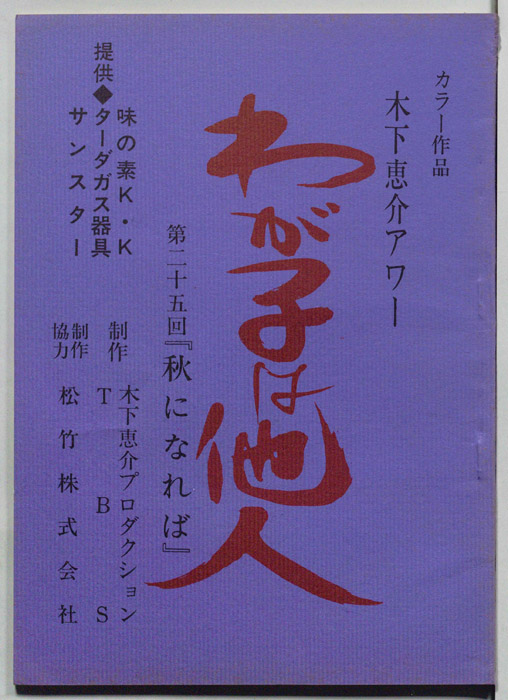 カラー作品
木下恵介アワー
わが子は他人
第二十五回『秋になれば』
提供◆
味の素K・K
ターダガス器具
サンスター
制作
木下恵介プロダクション
TBS
制作協力
松竹株式会社